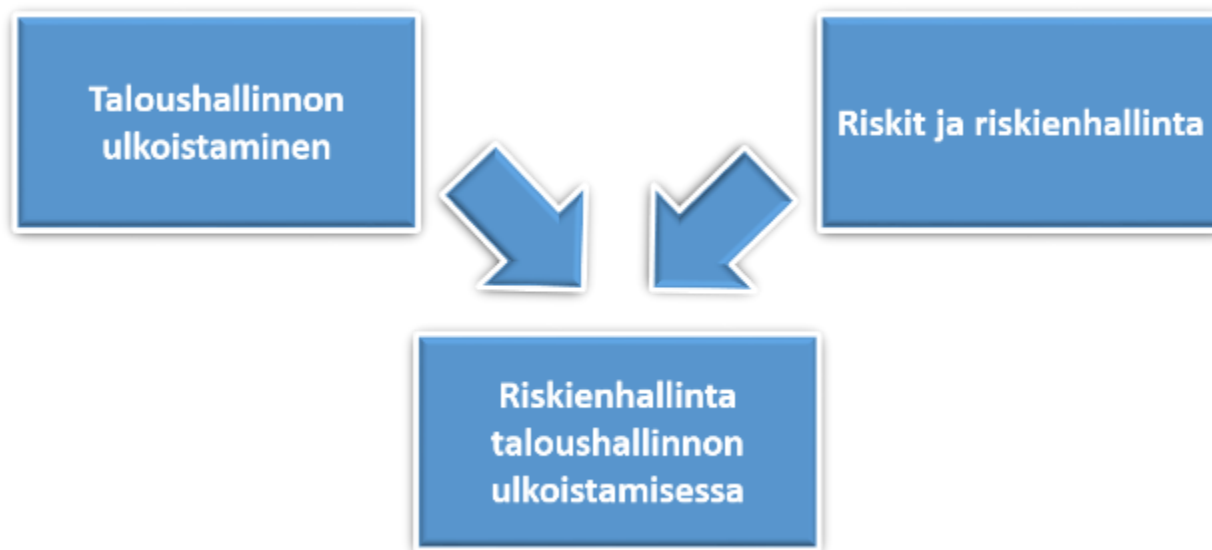 Taloushallinnon
ulkoistaminen
Riskit ja riskienhallinta
Riskienhallinta
taloushallinnon
ulkoistamisessa